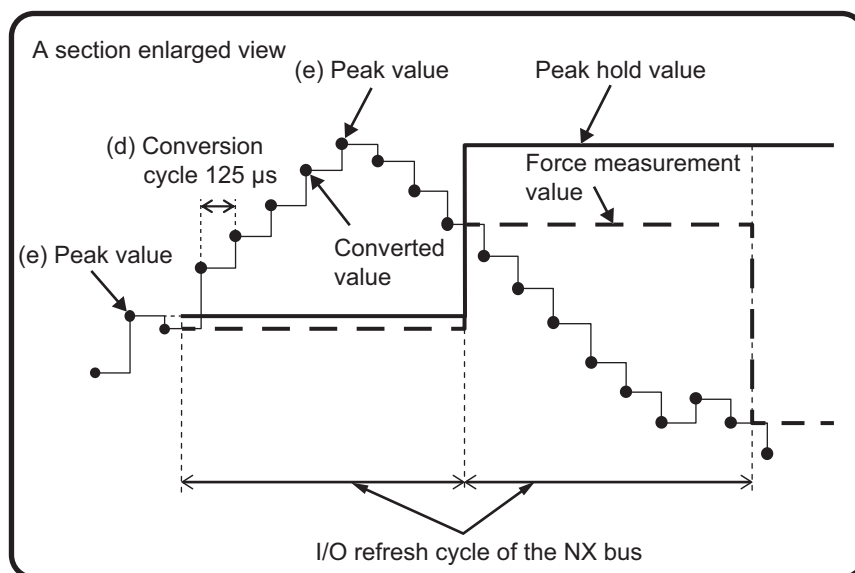 A section enlarged view
(e) Peak value
Peak hold value
(d) Conversion
cycle 125 µs
Force measurement
value
Converted
value
(e) Peak value
I/O refresh cycle of the NX bus